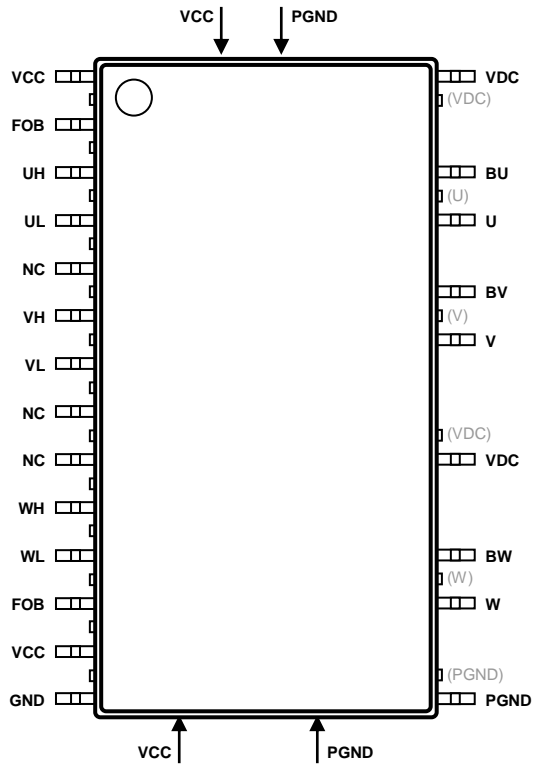 VCC PGND
VCC VDC
(VDC)
FOB
UH BU
(U)
UL U
NC
BV
VH (V)
V
VL
NC
(VDC)
NC VDC
WH
WL BW
(W)
FOB W
VCC
(PGND)
GND PGND
VCC PGND